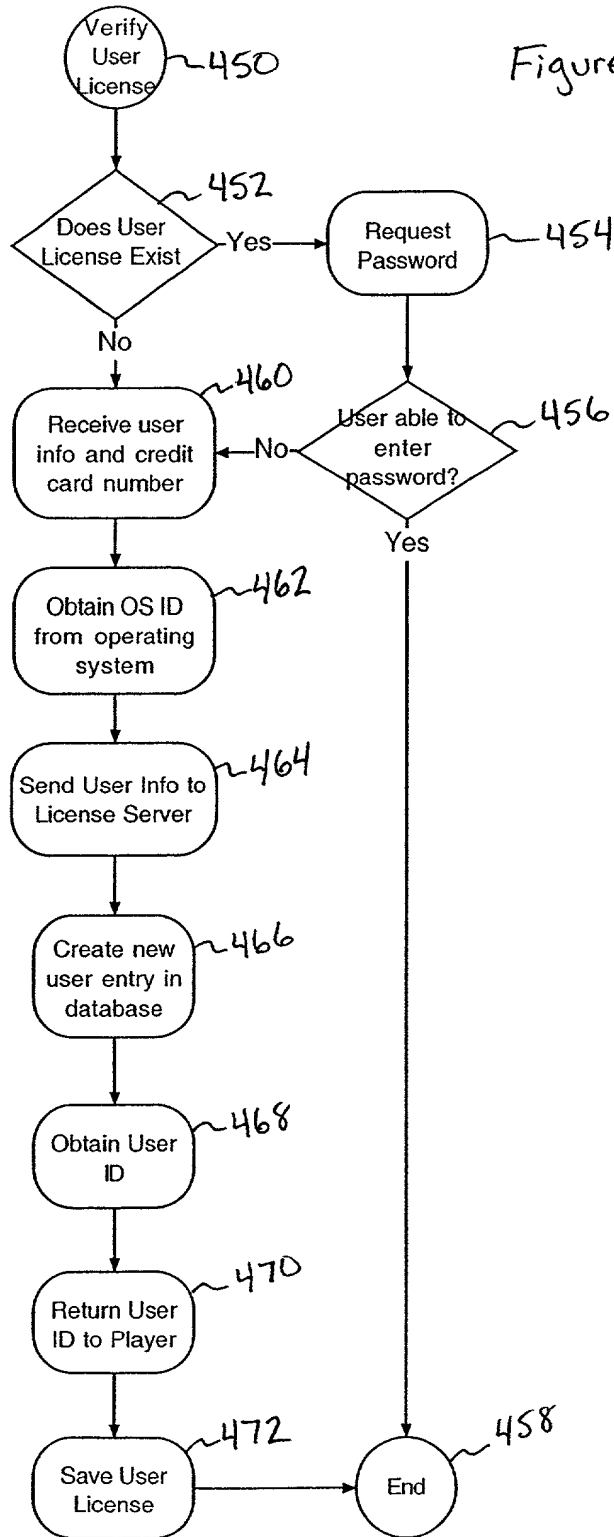 Verify
User
License
450
Figure
Does User
License Exist
452
Yes
Request
Password
454
No
Receive user
info and credit
card number
460
No
User able to
enter
password?
456
Yes
Obtain OS ID
from operating
system
462
Send User Info to
License Server
464
Create new
user entry in
database
466
Obtain User
ID
468
Return User
ID to Player
470
Save User
License
472
End
458